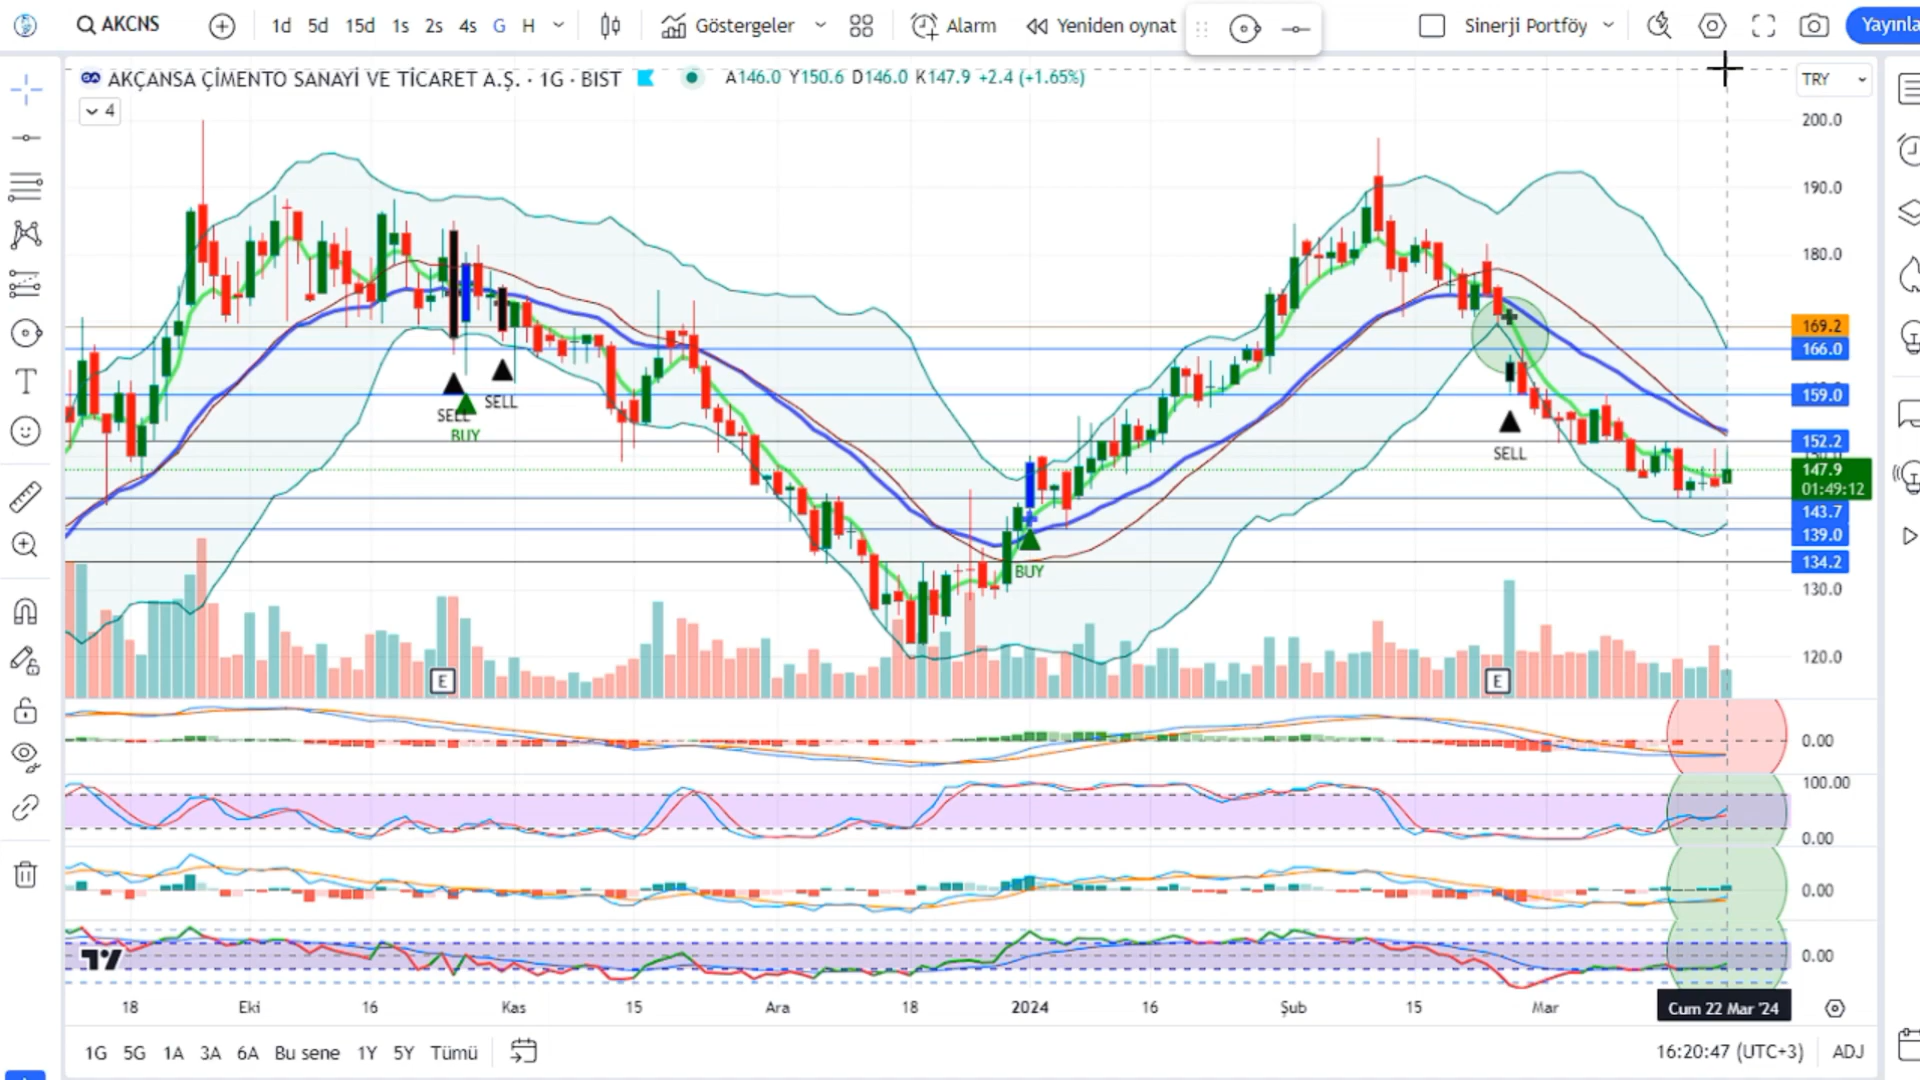 AKCNS
1d 5d 15d 1s 2s 4s G H
Göstergeler
Alarm
Yeniden oynat
Sinerji Portföy
Yayınla
AKÇANSA ÇİMENTO SANAYİ VE TİCARET A.Ş. · 1G · BIST
A146.0 Y150.6 D146.0 K147.9 +2.4 (+1.65%)
TRY
4
200.0
190.0
180.0
169.2
166.0
159.0
152.2
147.9
01:49:12
143.7
139.0
134.2
130.0
120.0
SELL
SELL
BUY
SELL
BUY
E
E
0.00
100.00
0.00
0.00
0.00
18 Eki 16 Kas 15 Ara 18 2024 16 Şub 15 Mar Cum 22 Mar '24
1G 5G 1A 3A 6A Bu sene 1Y 5Y Tümü
16:20:47 (UTC+3) ADJ